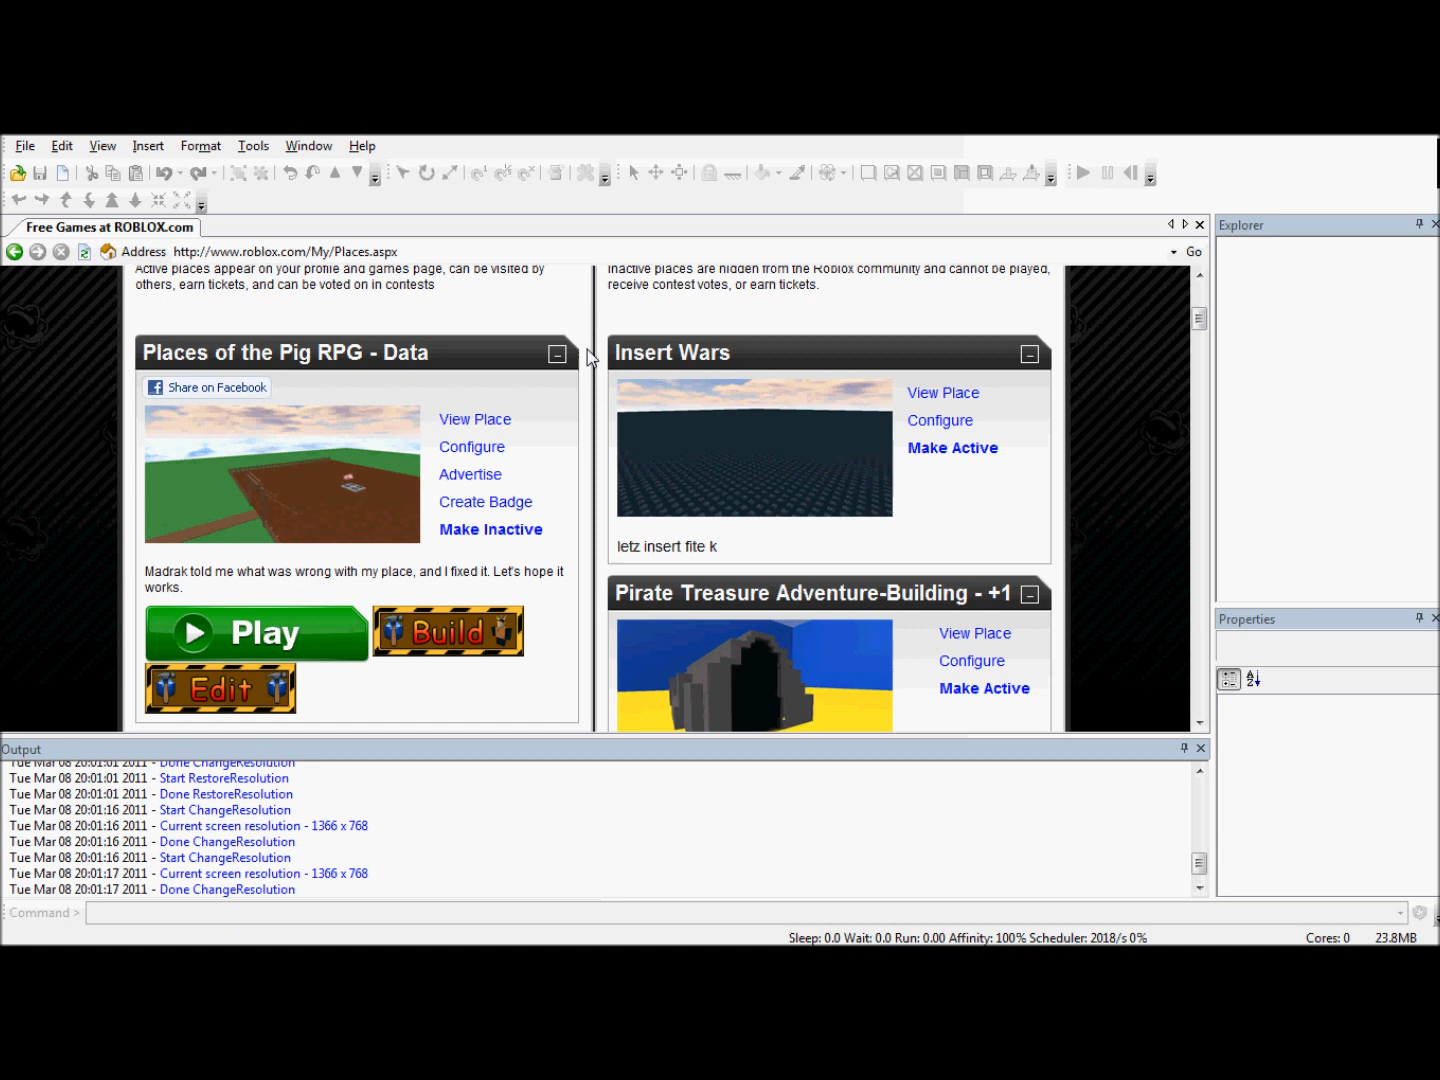 File Edit View Insert Format Tools Window Help
Free Games at ROBLOX.com
Address http://www.roblox.com/My/Places.aspx Go
Active places appear on your profile and games page, can be visited by
others, earn tickets, and can be voted on in contests
Inactive places are hidden from the Roblox community and cannot be played,
receive contest votes, or earn tickets.
Places of the Pig RPG - Data
Share on Facebook
View Place
Configure
Advertise
Create Badge
Make Inactive
Madrak told me what was wrong with my place, and I fixed it. Let's hope it
works.
Play
Build
Edit
Insert Wars
View Place
Configure
Make Active
letz insert fite k
Pirate Treasure Adventure-Building - +1
View Place
Configure
Make Active
Explorer
Properties
Output
Tue Mar 08 20:01:01 2011 - Done ChangeResolution
Tue Mar 08 20:01:01 2011 - Start RestoreResolution
Tue Mar 08 20:01:01 2011 - Done RestoreResolution
Tue Mar 08 20:01:16 2011 - Start ChangeResolution
Tue Mar 08 20:01:16 2011 - Current screen resolution - 1366 x 768
Tue Mar 08 20:01:16 2011 - Done ChangeResolution
Tue Mar 08 20:01:16 2011 - Start ChangeResolution
Tue Mar 08 20:01:17 2011 - Current screen resolution - 1366 x 768
Tue Mar 08 20:01:17 2011 - Done ChangeResolution
Command >
Sleep: 0.0 Wait: 0.0 Run: 0.00 Affinity: 100% Scheduler: 2018/s 0% Cores: 0 23.8MB